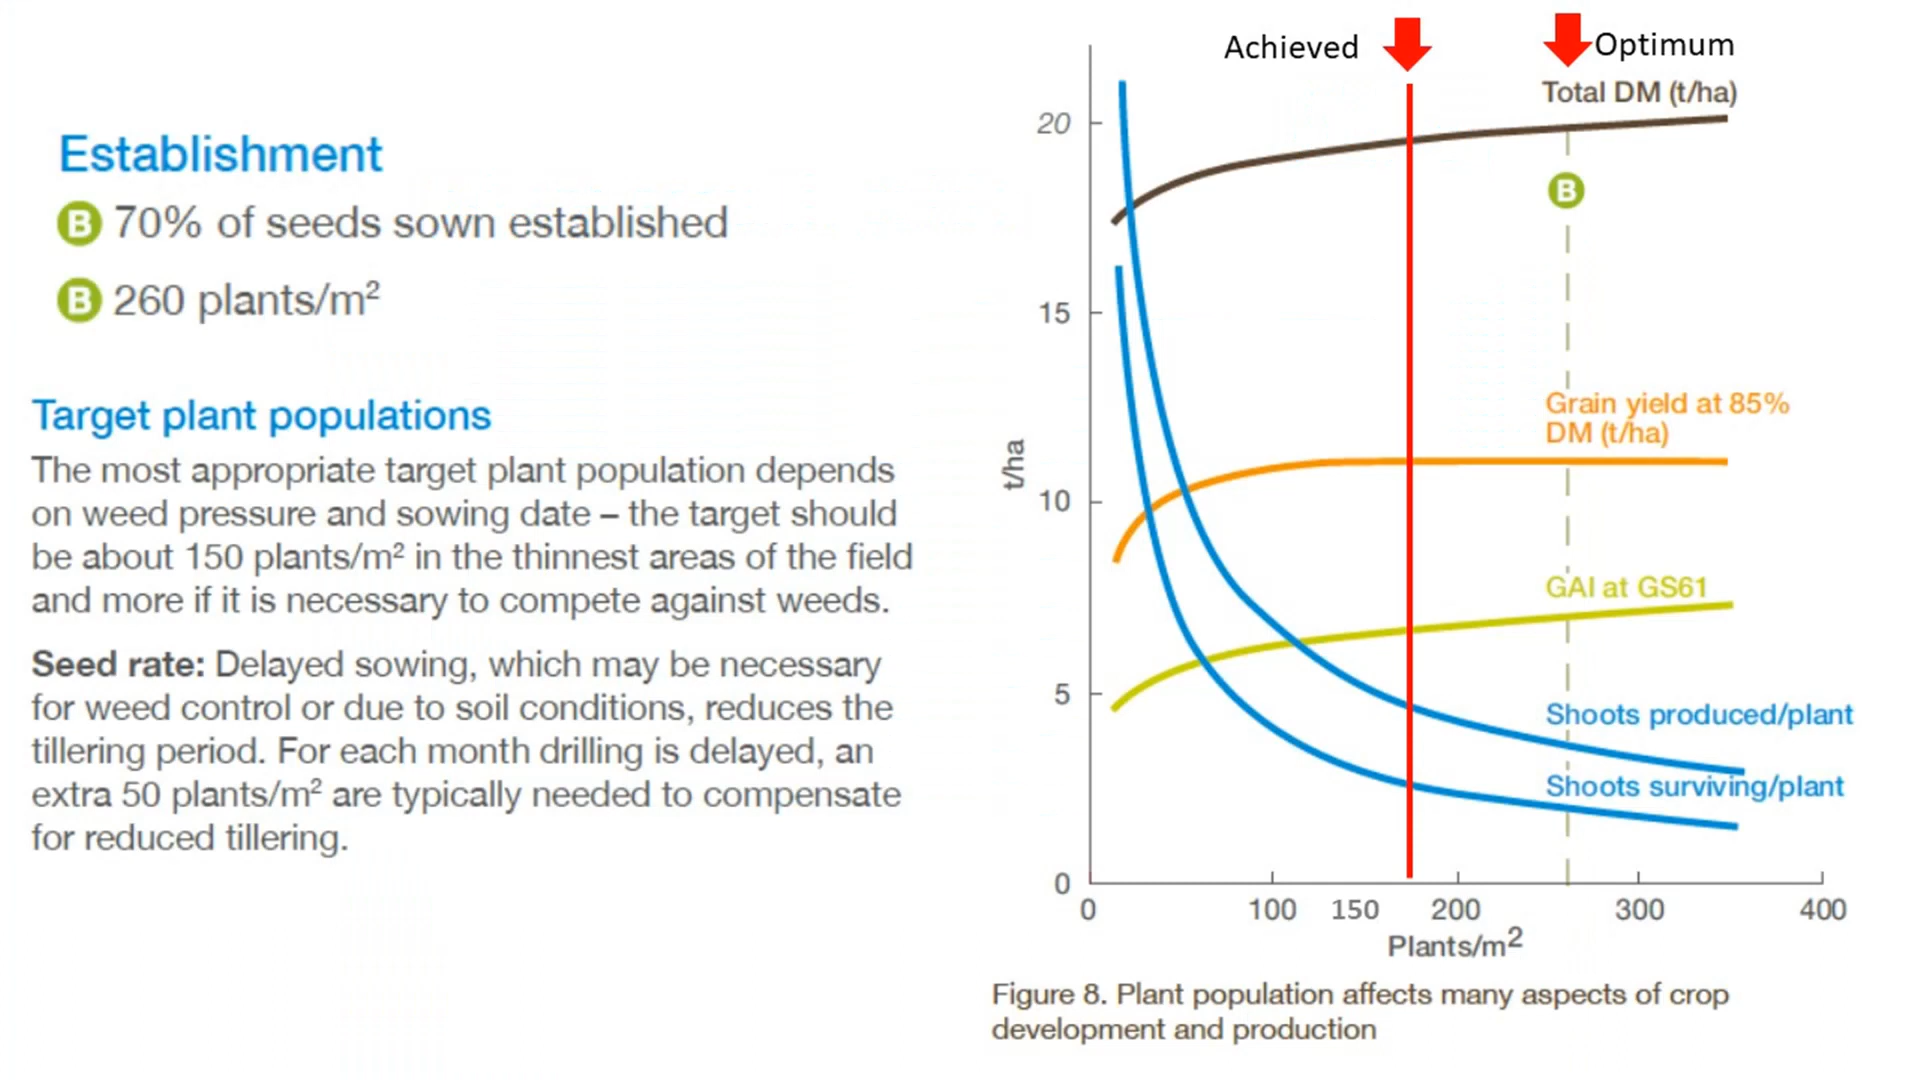 Establishment
B 70% of seeds sown established
B 260 plants/m²
Target plant populations
The most appropriate target plant population depends
on weed pressure and sowing date – the target should
be about 150 plants/m² in the thinnest areas of the field
and more if it is necessary to compete against weeds.
Seed rate: Delayed sowing, which may be necessary
for weed control or due to soil conditions, reduces the
tillering period. For each month drilling is delayed, an
extra 50 plants/m² are typically needed to compensate
for reduced tillering.
Achieved
Optimum
Total DM (t/ha)
B
Grain yield at 85%
DM (t/ha)
GAI at GS61
Shoots produced/plant
Shoots surviving/plant
t/ha
20
15
10
5
0
0 100 150 200 300 400
Plants/m²
Figure 8. Plant population affects many aspects of crop
development and production